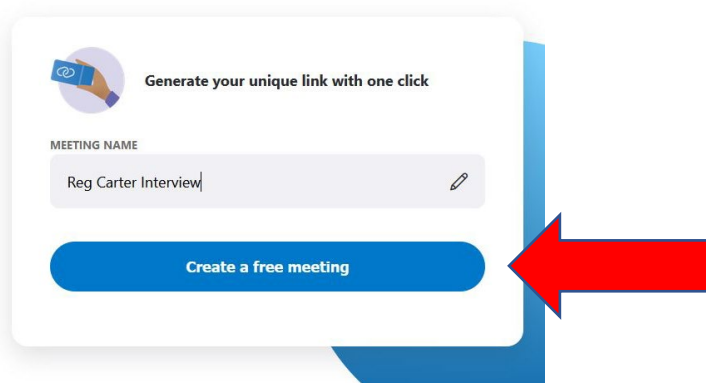 Generate your unique link with one click
MEETING NAME
Reg Carter Interview
Create a free meeting